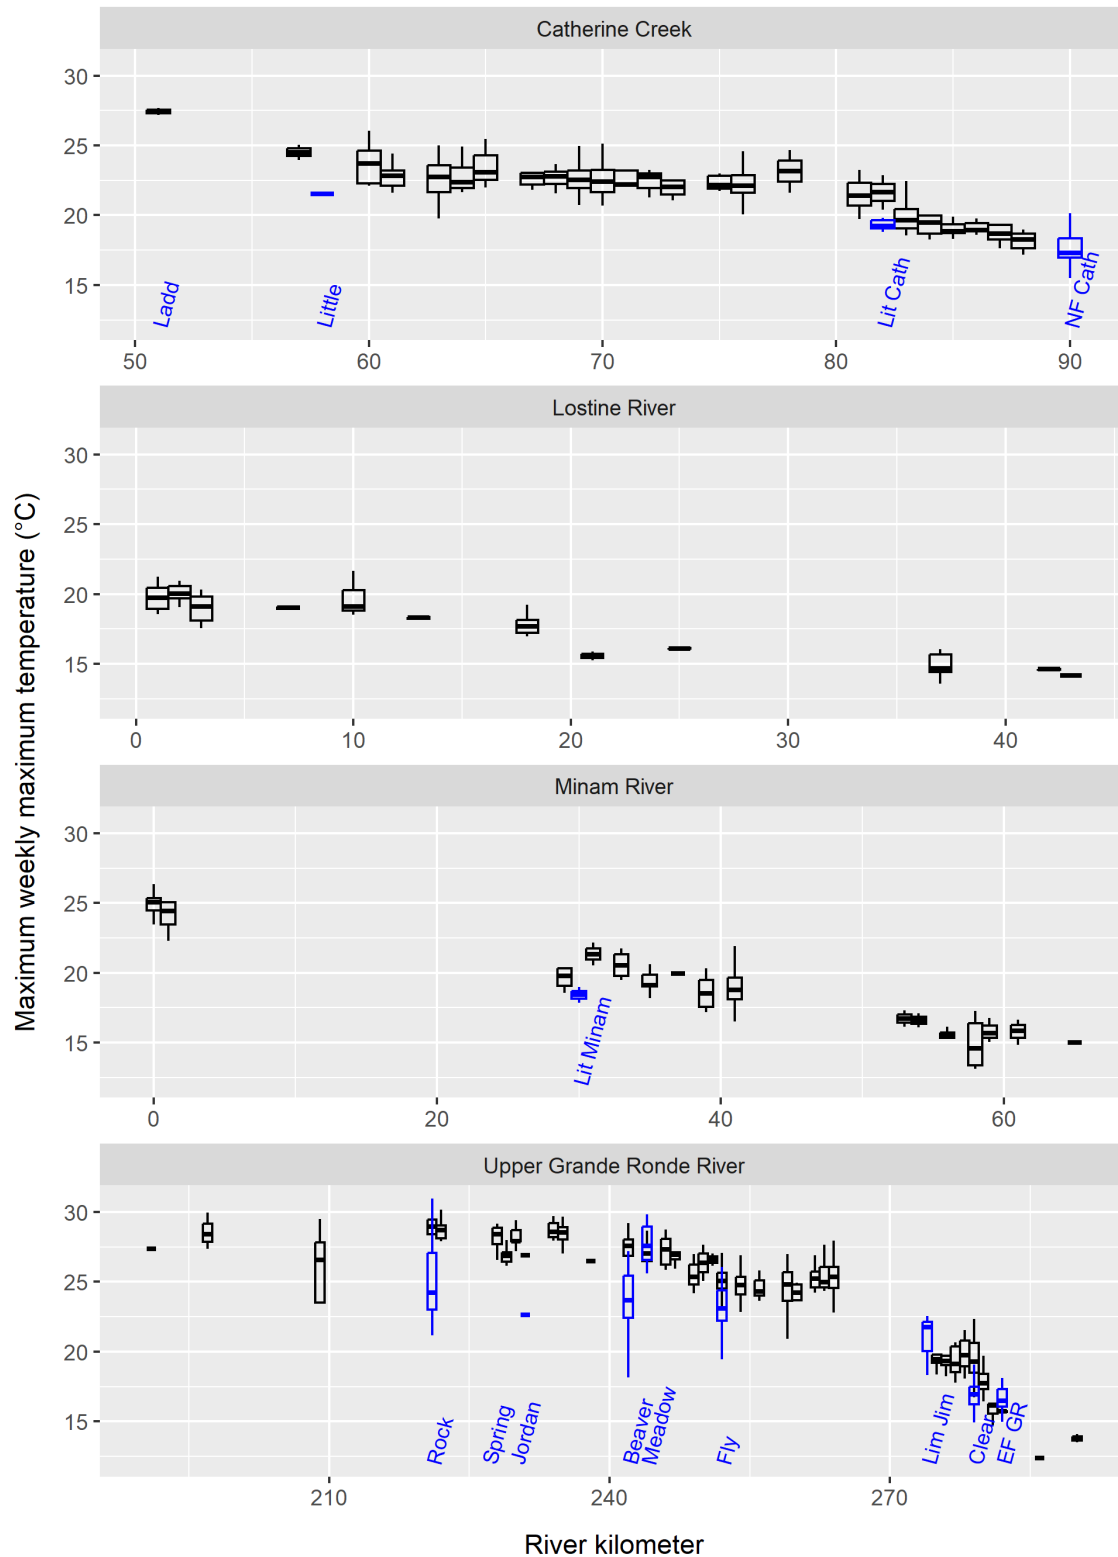 Catherine Creek
30
25
20
15
Ladd
Little
Lit Cath
NF Cath
50 60 70 80 90
Lostine River
30
25
20
15
0 10 20 30 40
Maximum weekly maximum temperature (°C)
Minam River
30
25
20
15
Lit Minam
0 20 40 60
Upper Grande Ronde River
30
25
20
15
Rock
Spring
Jordan
Beaver
Meadow
Fly
Lim Jim
Clear
EF GR
210 240 270
River kilometer